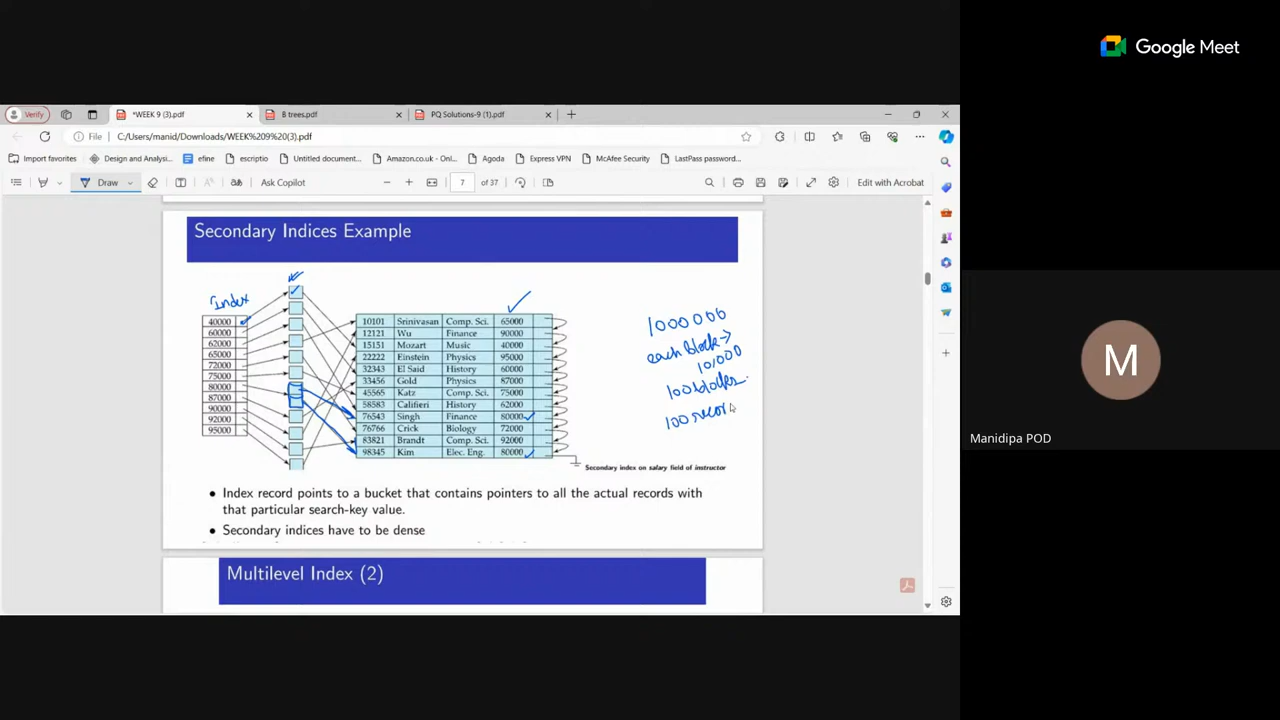 Google Meet
Verify
*WEEK 9 (3).pdf
B trees.pdf
PQ Solutions-9 (1).pdf
File
C:/Users/manid/Downloads/WEEK%209%20(3).pdf
Import favorites
Design and Analysi...
efine
escriptio
Untitled document...
Amazon.co.uk - Onl...
Agoda
Express VPN
McAfee Security
LastPass password...
Draw
Ask Copilot
7 of 37
Edit with Acrobat
Secondary Indices Example
Index
40000
60000
62000
65000
72000
75000
80000
87000
90000
92000
95000
10101 Srinivasan Comp. Sci. 65000
12121 Wu Finance 90000
15151 Mozart Music 40000
22222 Einstein Physics 95000
32343 El Said History 60000
33456 Gold Physics 87000
45565 Katz Comp. Sci. 75000
58583 Califieri History 62000
76543 Singh Finance 80000
76766 Crick Biology 72000
83821 Brandt Comp. Sci. 92000
98345 Kim Elec. Eng. 80000
1000000
each block →
10,000
100 blocks.
100 recor
Secondary index on salary field of instructor
• Index record points to a bucket that contains pointers to all the actual records with
that particular search-key value.
• Secondary indices have to be dense
Multilevel Index (2)
M
Manidipa POD